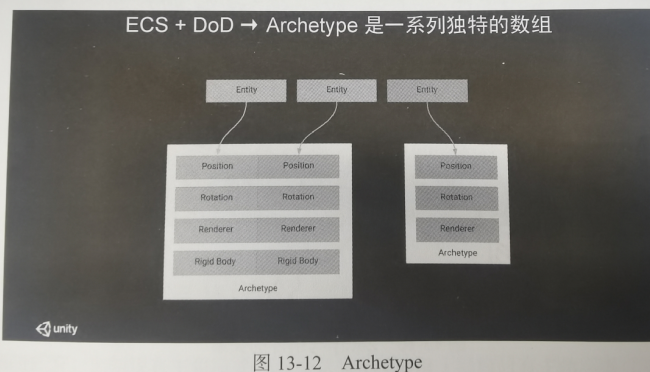 ECS + DoD → Archetype 是一系列独特的数组
Entity Entity Entity
Position Position Position
Rotation Rotation Rotation
Renderer Renderer Renderer
Rigid Body Rigid Body
Archetype
Archetype
unity
图 13-12 Archetype